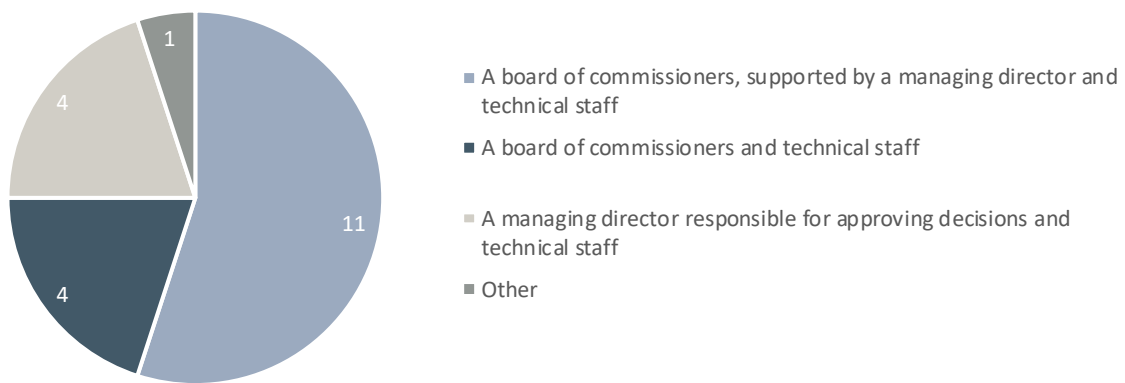 1
4
11
4
A board of commissioners, supported by a managing director and
technical staff
A board of commissioners and technical staff
A managing director responsible for approving decisions and
technical staff
Other